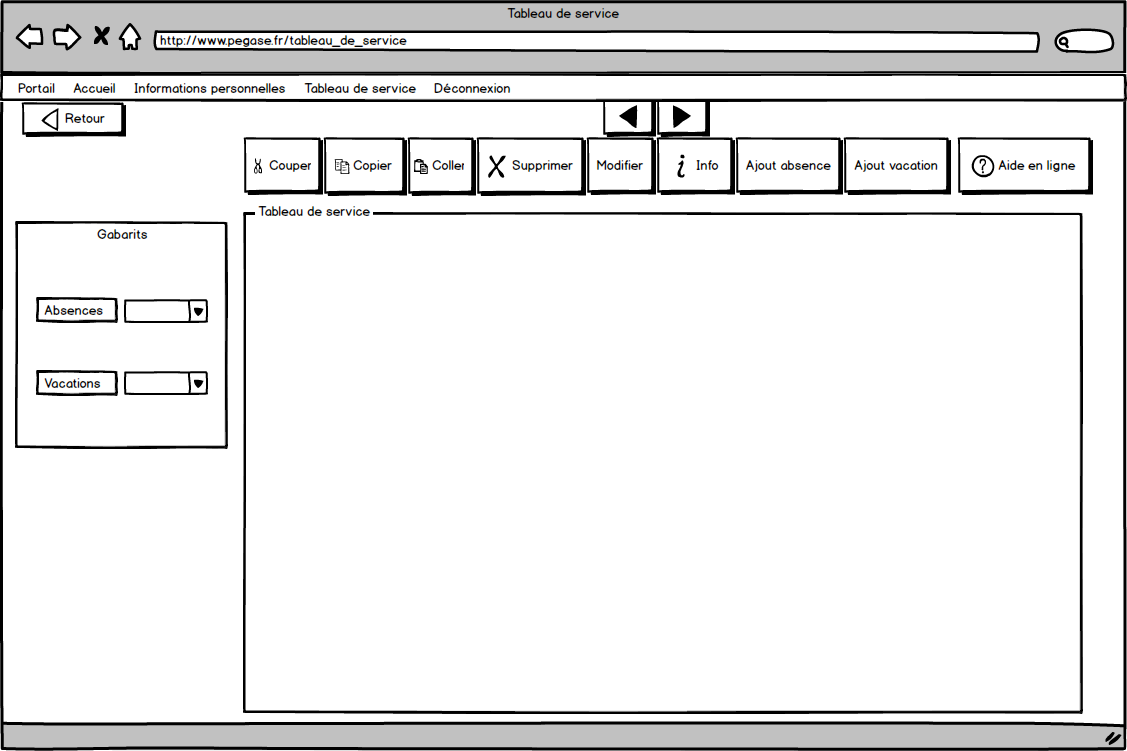 Tableau de service
http://www.pegase.fr/tableau_de_service
Portail Accueil Informations personnelles Tableau de service Déconnexion
Retour
Couper Copier Coller Supprimer Modifier Info Ajout absence Ajout vacation ? Aide en ligne
Tableau de service
Gabarits
Absences
Vacations